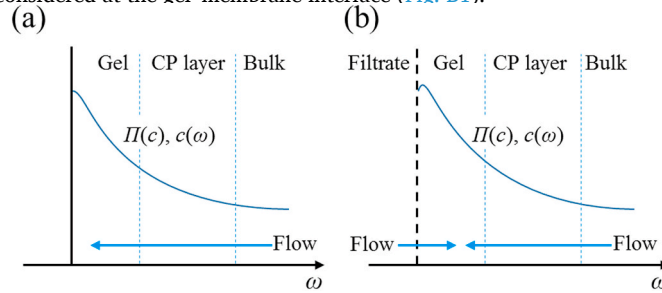 considered at the gel-membrane interface (Fig. B1).
(a)
Gel
CP layer
Bulk
Π(c), c(ω)
Flow
ω
(b)
Filtrate
Gel
CP layer
Bulk
Π(c), c(ω)
Flow
Flow
ω